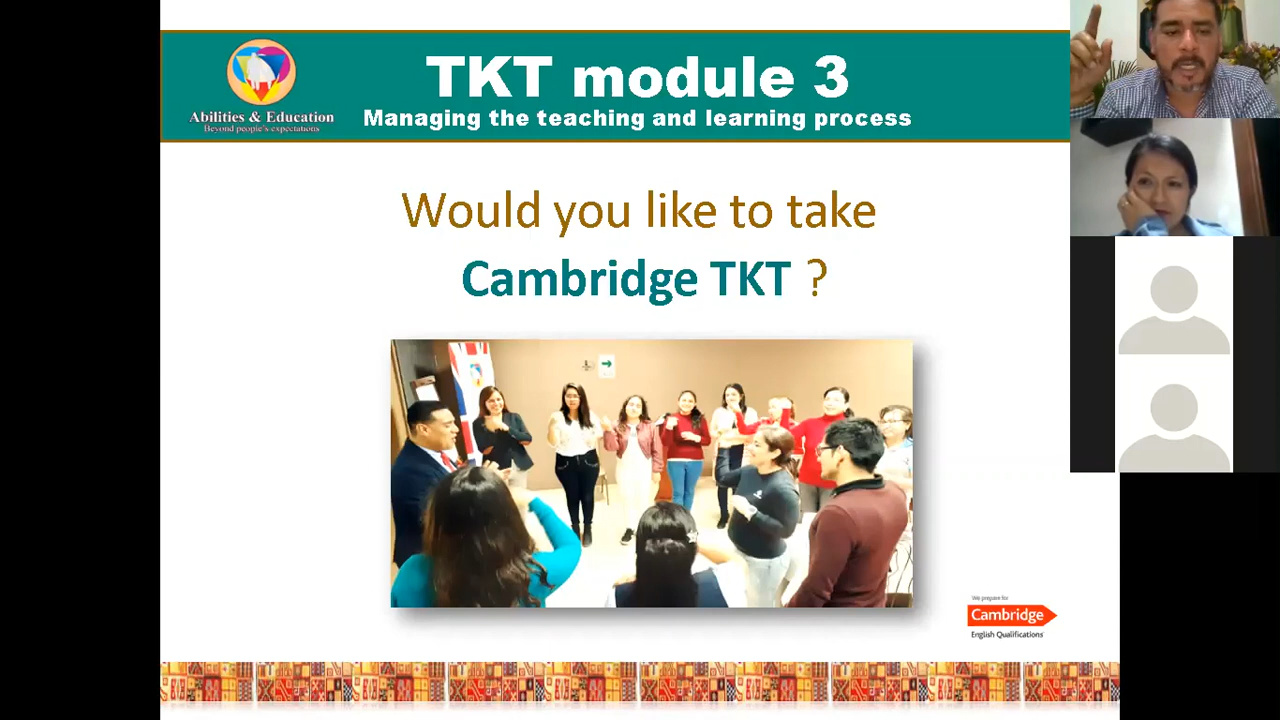 TKT module 3
Managing the teaching and learning process
Abilities & Education
Beyond people's expectations
Would you like to take
Cambridge TKT ?
We prepare for
Cambridge
English Qualifications